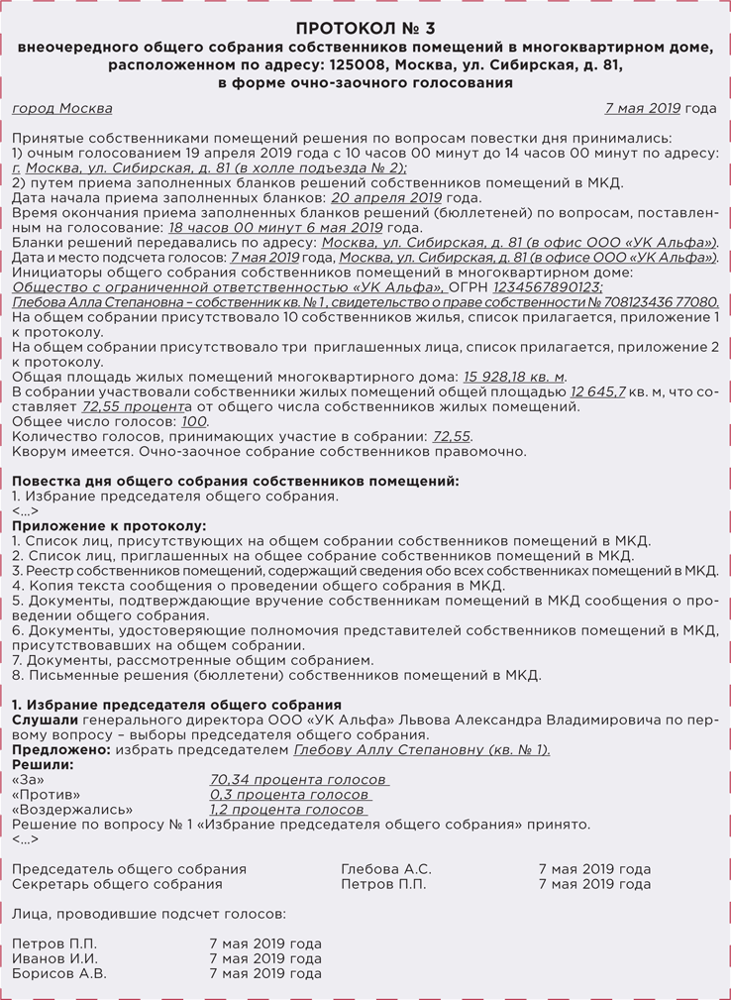 ПРОТОКОЛ № 3
внеочередного общего собрания собственников помещений в многоквартирном доме,
расположенном по адресу: 125008, Москва, ул. Сибирская, д. 81,
в форме очно-заочного голосования
город Москва 7 мая 2019 года
Принятые собственниками помещений решения по вопросам повестки дня принимались:
1) очным голосованием 19 апреля 2019 года с 10 часов 00 минут до 14 часов 00 минут по адресу:
г. Москва, ул. Сибирская, д. 81 (в холле подъезда № 2);
2) путем приема заполненных бланков решений собственников помещений в МКД.
Дата начала приема заполненных бланков: 20 апреля 2019 года.
Время окончания приема заполненных бланков решений (бюллетеней) по вопросам, поставлен-
ным на голосование: 18 часов 00 минут 6 мая 2019 года.
Бланки решений передавались по адресу: Москва, ул. Сибирская, д. 81 (в офис ООО «УК Альфа»).
Дата и место подсчета голосов: 7 мая 2019 года, Москва, ул. Сибирская, д. 81 (в офисе ООО «УК Альфа»).
Инициаторы общего собрания собственников помещений в многоквартирном доме:
Общество с ограниченной ответственностью «УК Альфа», ОГРН 1234567890123;
Глебова Алла Степановна – собственник кв. № 1 , свидетельство о праве собственности № 708123436 77080.
На общем собрании присутствовало 10 собственников жилья, список прилагается, приложение 1
к протоколу.
На общем собрании присутствовало три приглашенных лица, список прилагается, приложение 2
к протоколу.
Общая площадь жилых помещений многоквартирного дома: 15 928,18 кв. м.
В собрании участвовали собственники жилых помещений общей площадью 12 645,7 кв. м, что со-
ставляет 72,55 процента от общего числа собственников жилых помещений.
Общее число голосов: 100.
Количество голосов, принимающих участие в собрании: 72,55.
Кворум имеется. Очно-заочное собрание собственников правомочно.
Повестка дня общего собрания собственников помещений:
1. Избрание председателя общего собрания.
<...>
Приложение к протоколу:
1. Список лиц, присутствующих на общем собрании собственников помещений в МКД.
2. Список лиц, приглашенных на общее собрание собственников помещений в МКД.
3. Реестр собственников помещений, содержащий сведения обо всех собственниках помещений в МКД.
4. Копия текста сообщения о проведении общего собрания в МКД.
5. Документы, подтверждающие вручение собственникам помещений в МКД сообщения о про-
ведении общего собрания.
6. Документы, удостоверяющие полномочия представителей собственников помещений в МКД,
присутствовавших на общем собрании.
7. Документы, рассмотренные общим собранием.
8. Письменные решения (бюллетени) собственников помещений в МКД.
1. Избрание председателя общего собрания
Слушали генерального директора ООО «УК Альфа» Львова Александра Владимировича по пер-
вому вопросу – выборы председателя общего собрания.
Предложено: избрать председателем Глебову Аллу Степановну (кв. № 1).
Решили:
«За» 70,34 процента голосов
«Против» 0,3 процента голосов
«Воздержались» 1,2 процента голосов
Решение по вопросу № 1 «Избрание председателя общего собрания» принято.
<...>
Председатель общего собрания Глебова А.С. 7 мая 2019 года
Секретарь общего собрания Петров П.П. 7 мая 2019 года
Лица, проводившие подсчет голосов:
Петров П.П. 7 мая 2019 года
Иванов И.И. 7 мая 2019 года
Борисов А.В. 7 мая 2019 года